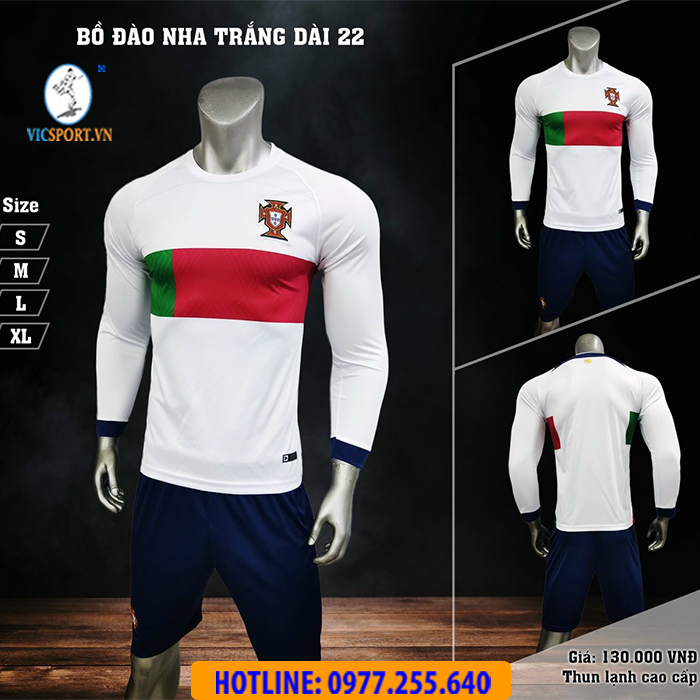 BỒ ĐÀO NHA TRẮNG DÀI 22
VICSPORT.VN
Size
S
M
L
XL
Giá: 130.000 VNĐ
Thun lạnh cao cấp
HOTLINE: 0977.255.640